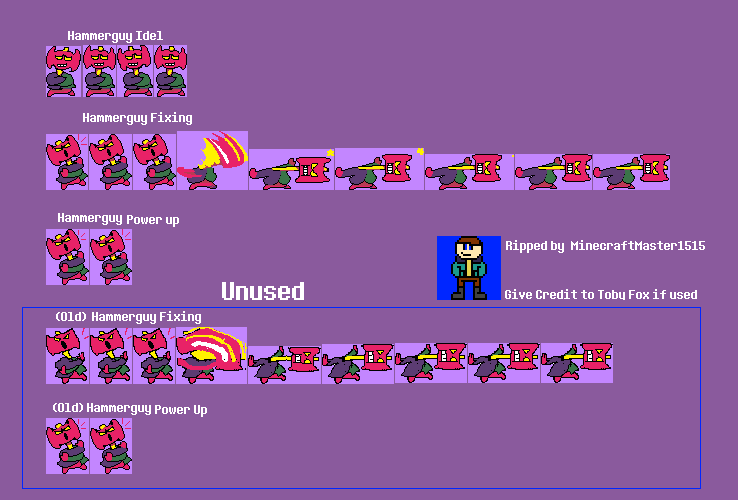 Hammerguy Idel
Hammerguy Fixing
Hammerguy Power up
Ripped by MinecraftMaster1515
Unused
Give Credit to Toby Fox if used
(Old) Hammerguy Fixing
(Old) Hammerguy Power Up